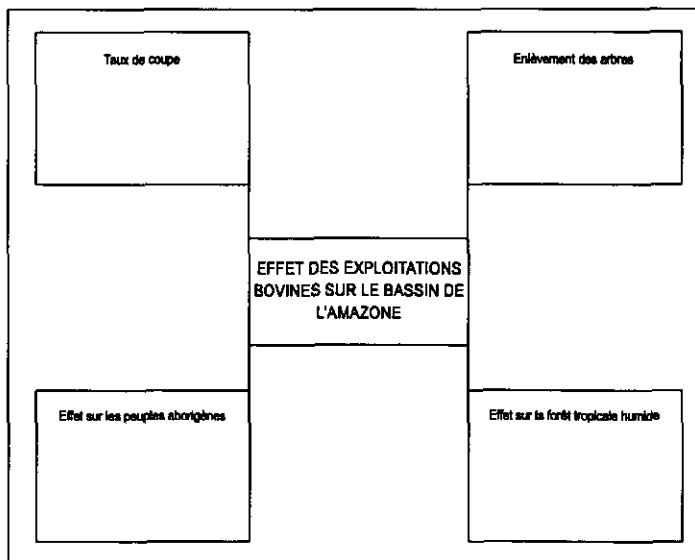 Taux de coupe
Enlèvement des arbres
EFFET DES EXPLOITATIONS
BOVINES SUR LE BASSIN DE
L'AMAZONE
Effet sur les peuples aborigènes
Effet sur la forêt tropicale humide